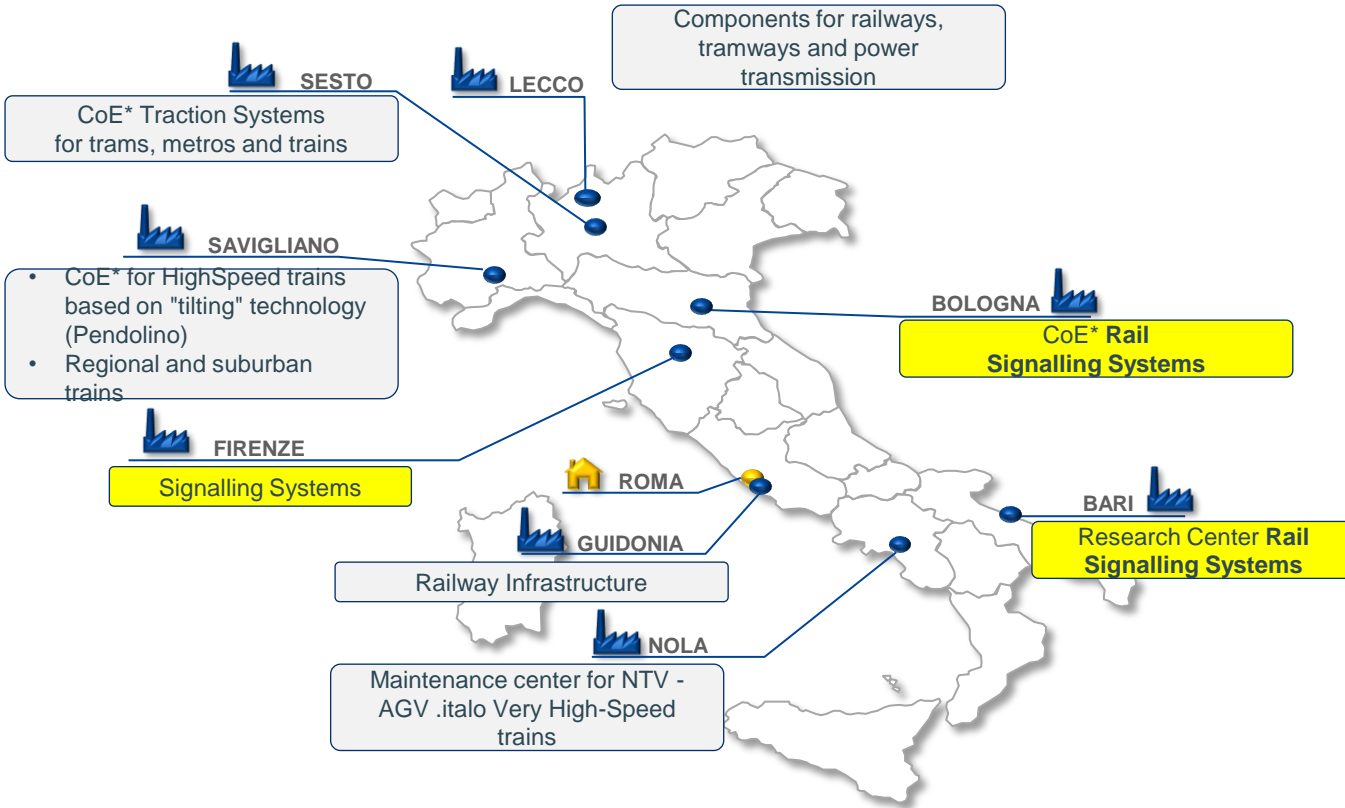 Components for railways,
tramways and power
transmission
SESTO
LECCO
CoE* Traction Systems
for trams, metros and trains
SAVIGLIANO
• CoE* for HighSpeed trains
based on "tilting" technology
(Pendolino)
• Regional and suburban
trains
BOLOGNA
CoE* Rail
Signalling Systems
FIRENZE
Signalling Systems
ROMA
BARI
Research Center Rail
Signalling Systems
GUIDONIA
Railway Infrastructure
NOLA
Maintenance center for NTV -
AGV .italo Very High-Speed
trains